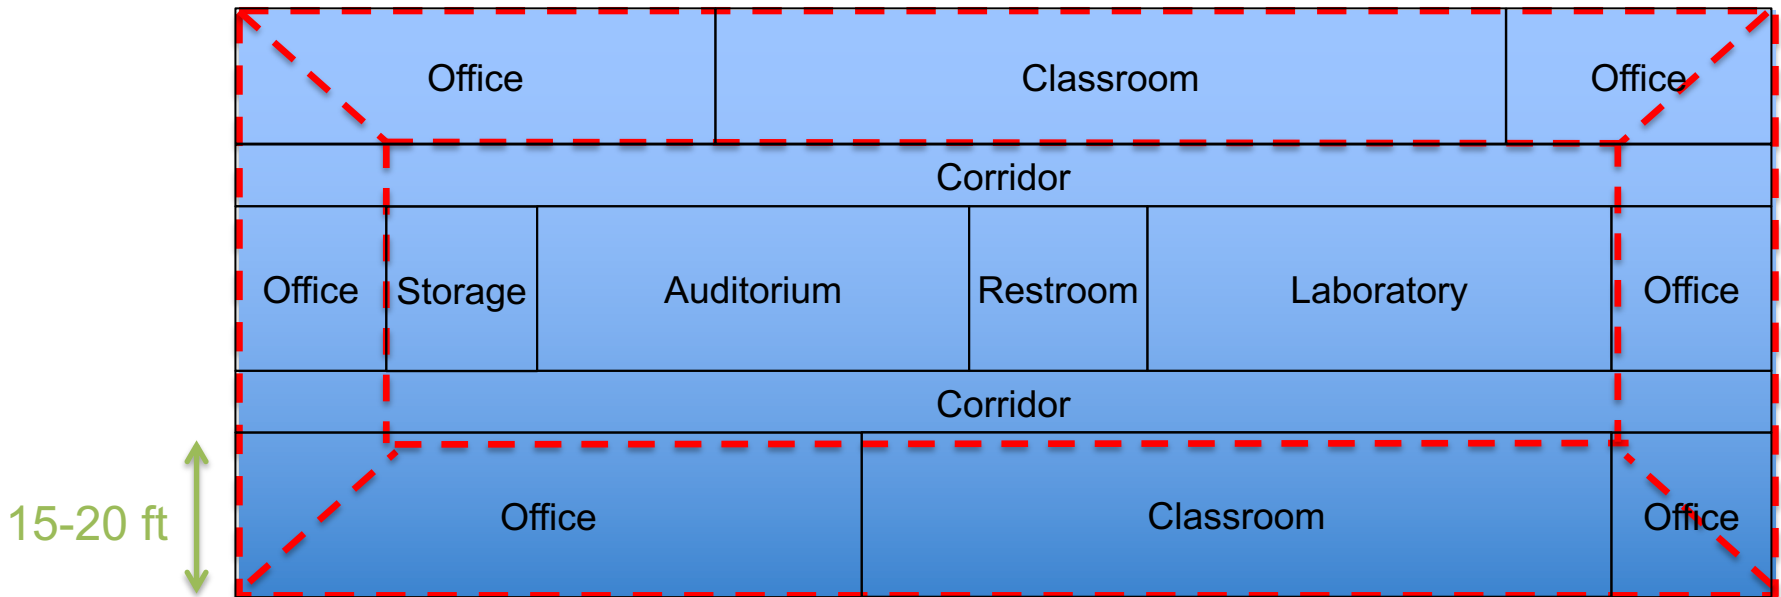 Office
Classroom
Office
Corridor
Office
Storage
Auditorium
Restroom
Laboratory
Office
Corridor
15-20 ft
Office
Classroom
Office